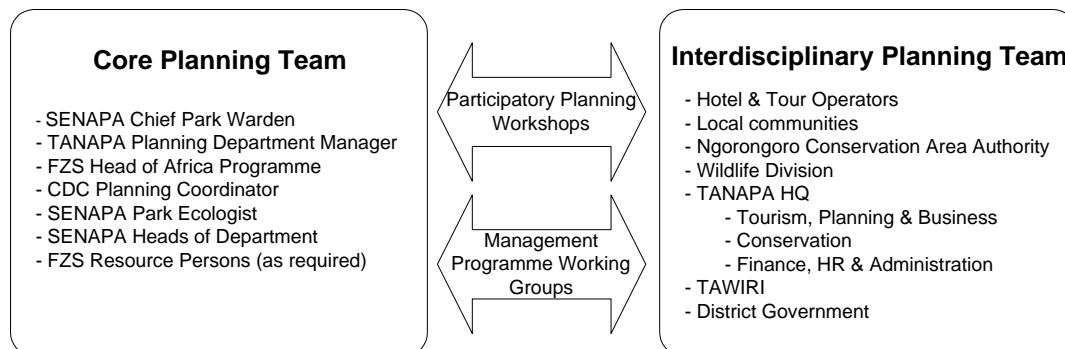 Core Planning Team
- SENAPA Chief Park Warden
- TANAPA Planning Department Manager
- FZS Head of Africa Programme
- CDC Planning Coordinator
- SENAPA Park Ecologist
- SENAPA Heads of Department
- FZS Resource Persons (as required)
Participatory Planning
Workshops
Management
Programme Working
Groups
Interdisciplinary Planning Team
- Hotel & Tour Operators
- Local communities
- Ngorongoro Conservation Area Authority
- Wildlife Division
- TANAPA HQ
- Tourism, Planning & Business
- Conservation
- Finance, HR & Administration
- TAWIRI
- District Government